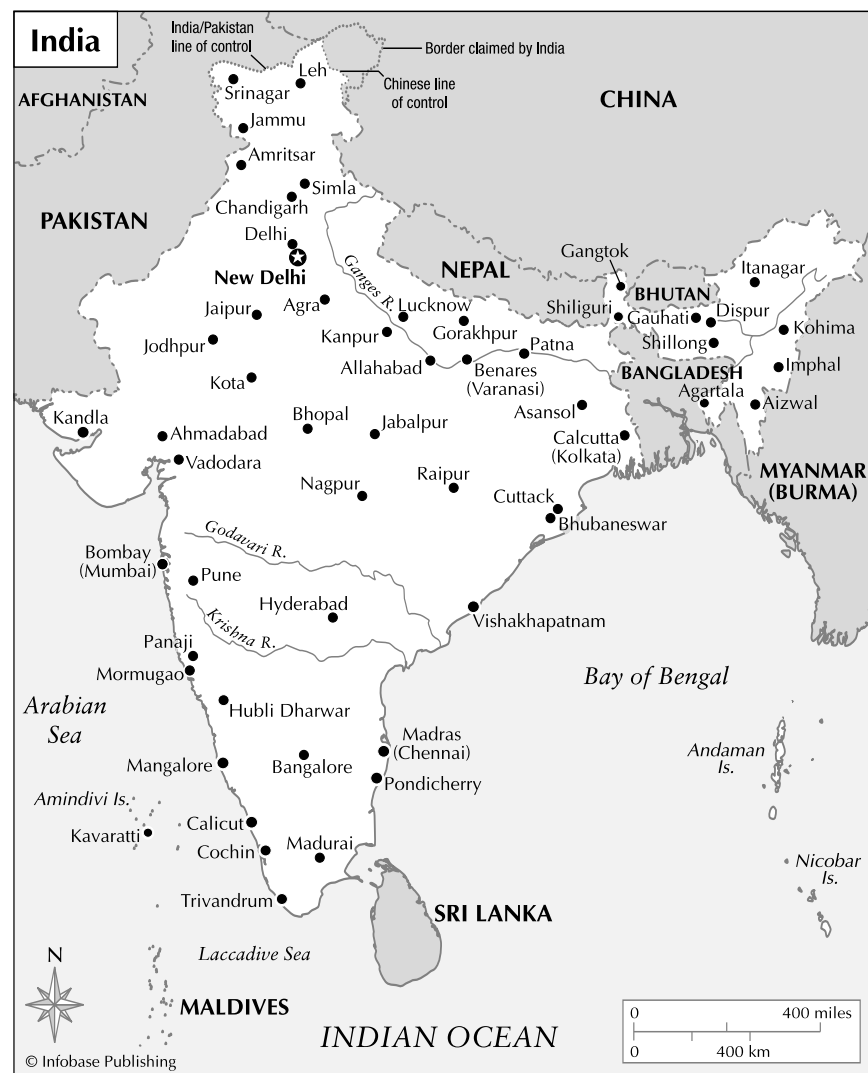 India
India/Pakistan
line of control
Border claimed by India
Leh
Chinese line
of control
AFGHANISTAN
Srinagar
CHINA
Jammu
Amritsar
Simla
PAKISTAN
Chandigarh
Delhi
New Delhi
Ganges R.
NEPAL
Gangtok
Itanagar
BHUTAN
Jaipur
Agra
Lucknow
Shiliguri
Gauhati
Dispur
Kanpur
Gorakhpur
Kohima
Jodhpur
Patna
Shillong
Allahabad
Benares
(Varanasi)
BANGLADESH
Imphal
Kota
Agartala
Kandla
Bhopal
Jabalpur
Asansol
Aizwal
Ahmadabad
Calcutta
(Kolkata)
Vadodara
MYANMAR
(BURMA)
Nagpur
Raipur
Cuttack
Bhubaneswar
Godavari R.
Bombay
(Mumbai)
Pune
Hyderabad
Vishakhapatnam
Krishna R.
Panaji
Mormugao
Bay of Bengal
Arabian
Sea
Hubli Dharwar
Madras
(Chennai)
Andaman
Is.
Mangalore
Bangalore
Pondicherry
Amindivi Is.
Kavaratti
Calicut
Cochin
Madurai
Nicobar
Is.
Trivandrum
SRI LANKA
Laccadive Sea
N
MALDIVES
INDIAN OCEAN
0 400 miles
0 400 km
© Infobase Publishing